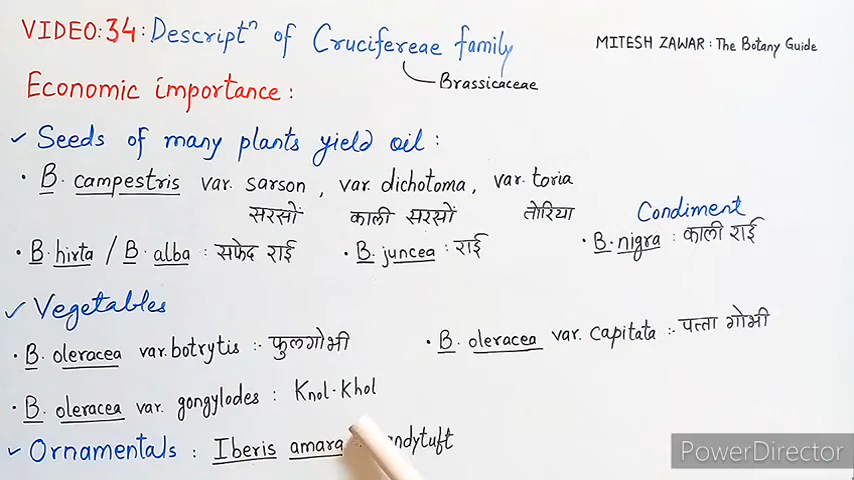 VIDEO:34: Descriptⁿ of Crucifereae family
MITESH ZAWAR: The Botany Guide
Brassicaceae
Economic importance:
✓ Seeds of many plants yield oil:
· B. campestris var. sarson, var. dichotoma, var. toria
सरसों काली सरसों तोरिया
Condiment
· B. hirta / B. alba : सफेद राई · B. juncea : राई · B. nigra : काली राई
✓ Vegetables
· B. oleracea var. botrytis :- फुलगोभी · B. oleracea var. capitata :- पत्ता गोभी
· B. oleracea var. gongylodes : Knol-Khol
✓ Ornamentals : Iberis amara
PowerDirector